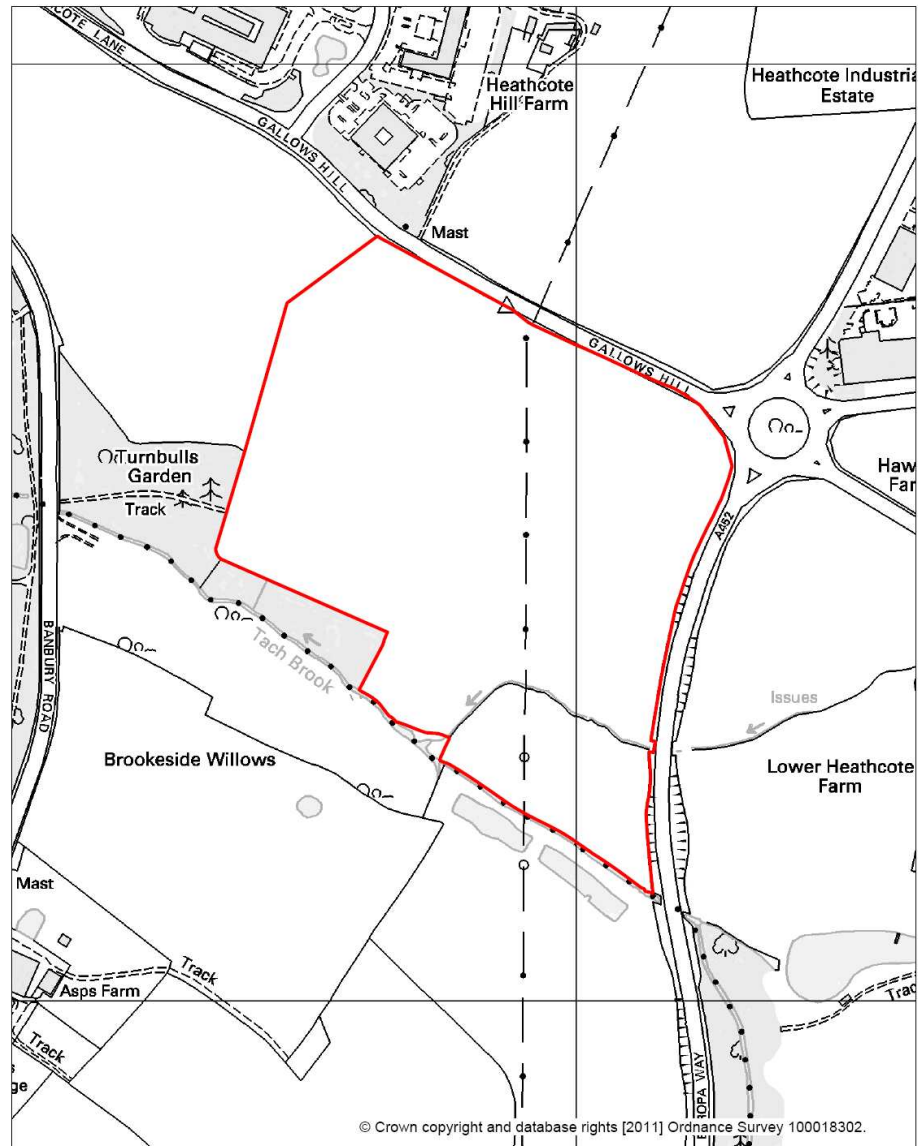 COTE LANE
Heathcote Industria
Estate
Heathcote
Hill Farm
GALLOWS HILL
Mast
GALLOWS HILL
Turnbulls
Garden
Track
Haw
Far
A452
Tach Brook
BANBURY ROAD
Issues
Brookeside Willows
Lower Heathcote
Farm
Mast
Track
Asps Farm
Trac
Track
s
ge
ROPA WAY
© Crown copyright and database rights [2011] Ordnance Survey 100018302.